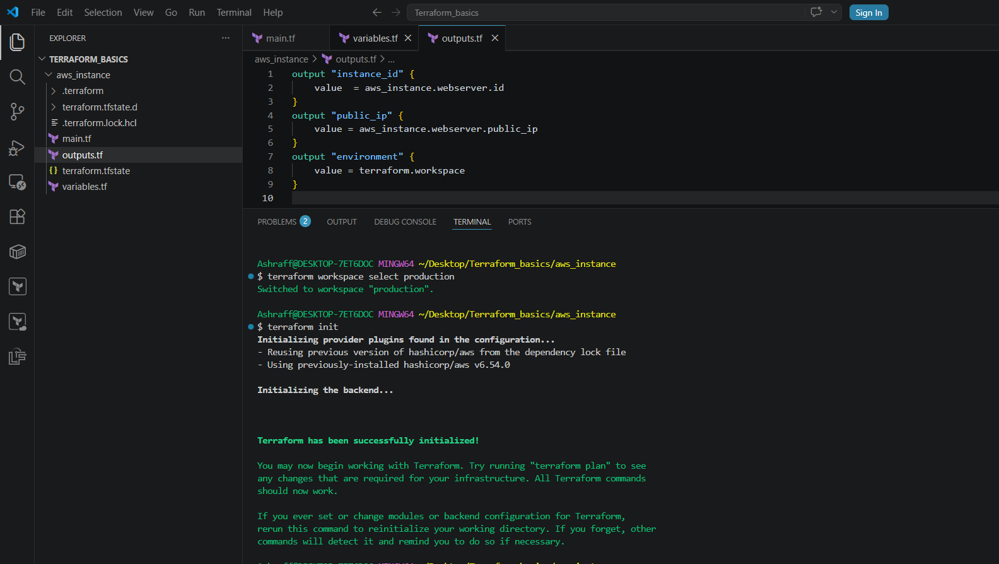 File Edit Selection View Go Run Terminal Help
Terraform_basics
Sign In
EXPLORER
TERRAFORM_BASICS
aws_instance
.terraform
terraform.tfstate.d
.terraform.lock.hcl
main.tf
outputs.tf
{} terraform.tfstate
variables.tf
main.tf
variables.tf
outputs.tf
aws_instance > outputs.tf > ...
1 output "instance_id" {
2 value  = aws_instance.webserver.id
3 }
4 output "public_ip" {
5 value = aws_instance.webserver.public_ip
6 }
7 output "environment" {
8 value = terraform.workspace
9 }
10
PROBLEMS 2 OUTPUT DEBUG CONSOLE TERMINAL PORTS
Ashraff@DESKTOP-7ET6DOC MINGW64 ~/Desktop/Terraform_basics/aws_instance
$ terraform workspace select production
Switched to workspace "production".
Ashraff@DESKTOP-7ET6DOC MINGW64 ~/Desktop/Terraform_basics/aws_instance
$ terraform init
Initializing provider plugins found in the configuration...
- Reusing previous version of hashicorp/aws from the dependency lock file
- Using previously-installed hashicorp/aws v6.54.0
Initializing the backend...
Terraform has been successfully initialized!
You may now begin working with Terraform. Try running "terraform plan" to see
any changes that are required for your infrastructure. All Terraform commands
should now work.
If you ever set or change modules or backend configuration for Terraform,
rerun this command to reinitialize your working directory. If you forget, other
commands will detect it and remind you to do so if necessary.